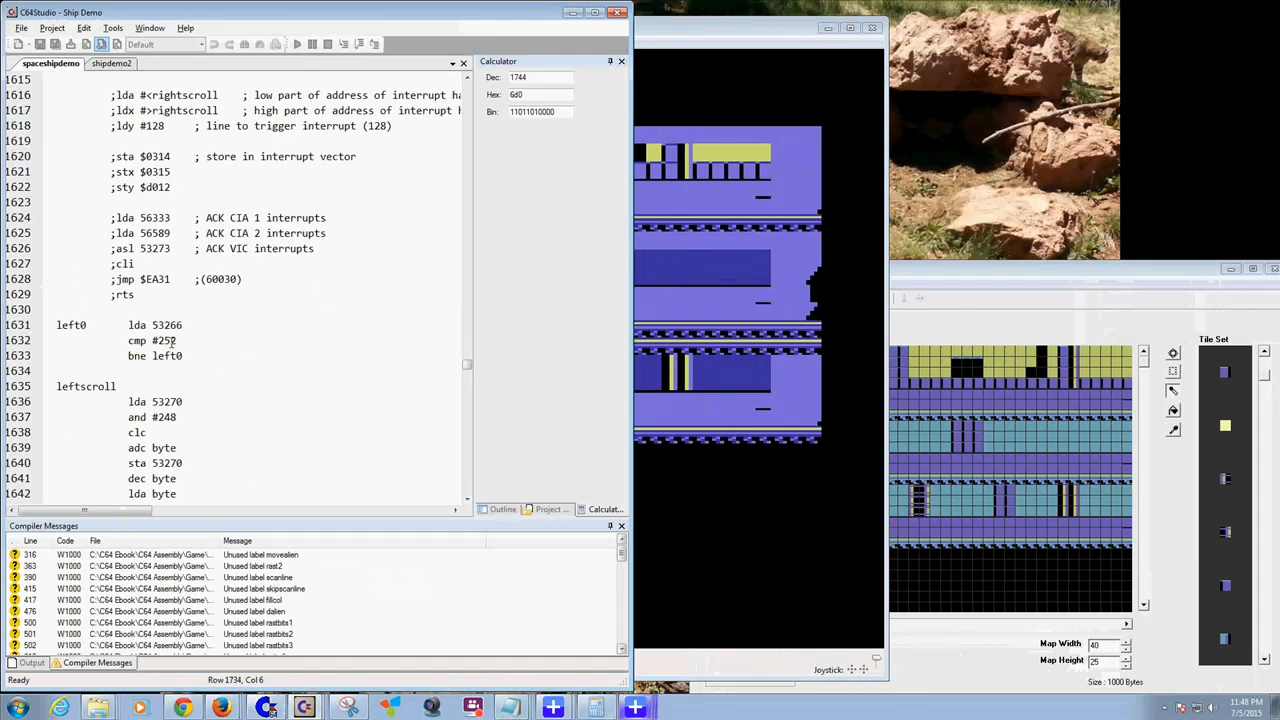 C64Studio - Ship Demo
File Project Edit Tools Window Help
Default
spaceshipdemo shipdemo2
1615
1616 ;lda #<rightscroll ; low part of address of interrupt ha
1617 ;ldx #>rightscroll ; high part of address of interrupt h
1618 ;ldy #128 ; line to trigger interrupt (128)
1619
1620 ;sta $0314 ; store in interrupt vector
1621 ;stx $0315
1622 ;sty $d012
1623
1624 ;lda 56333 ; ACK CIA 1 interrupts
1625 ;lda 56589 ; ACK CIA 2 interrupts
1626 ;asl 53273 ; ACK VIC interrupts
1627 ;cli
1628 ;jmp $EA31 ;(60030)
1629 ;rts
1630
1631 left0 lda 53266
1632 cmp #252
1633 bne left0
1634
1635 leftscroll
1636 lda 53270
1637 and #248
1638 clc
1639 adc byte
1640 sta 53270
1641 dec byte
1642 lda byte
Calculator
Dec: 1744
Hex: 6d0
Bin: 11011010000
Outline Project ... Calculat...
Compiler Messages
Line Code File Message
316 W1000 C:\C64 Ebook\C64 Assembly\Game\... Unused label movealien
363 W1000 C:\C64 Ebook\C64 Assembly\Game\... Unused label rast2
390 W1000 C:\C64 Ebook\C64 Assembly\Game\... Unused label scanline
415 W1000 C:\C64 Ebook\C64 Assembly\Game\... Unused label skipscanline
417 W1000 C:\C64 Ebook\C64 Assembly\Game\... Unused label fillcol
476 W1000 C:\C64 Ebook\C64 Assembly\Game\... Unused label dalien
500 W1000 C:\C64 Ebook\C64 Assembly\Game\... Unused label rastbits1
501 W1000 C:\C64 Ebook\C64 Assembly\Game\... Unused label rastbits2
502 W1000 C:\C64 Ebook\C64 Assembly\Game\... Unused label rastbits3
Output Compiler Messages
Ready Row 1734, Col 6
Joystick:
Tile Set
Map Width 40
Map Height 25
Size : 1000 Bytes
11:48 PM
7/5/2015